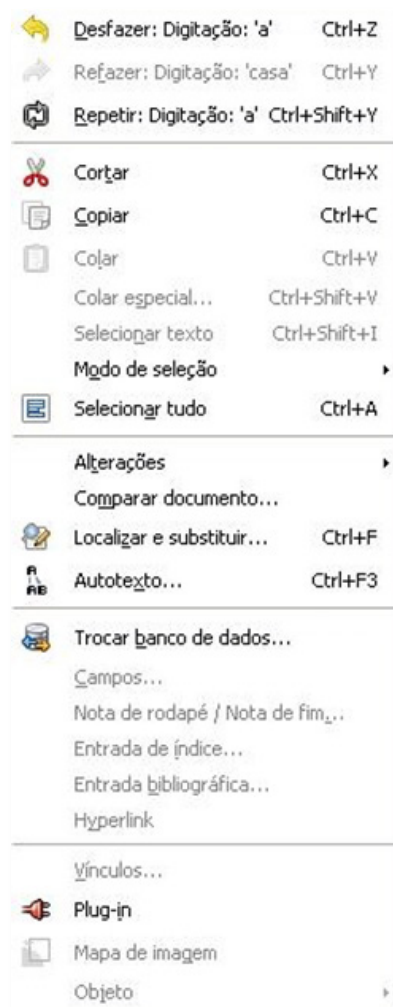 Desfazer: Digitação: 'a' Ctrl+Z
Refazer: Digitação: 'casa' Ctrl+Y
Repetir: Digitação: 'a' Ctrl+Shift+Y
Cortar Ctrl+X
Copiar Ctrl+C
Colar Ctrl+V
Colar especial... Ctrl+Shift+V
Selecionar texto Ctrl+Shift+I
Modo de seleção
Selecionar tudo Ctrl+A
Alterações
Comparar documento...
Localizar e substituir... Ctrl+F
Autotexto... Ctrl+F3
Trocar banco de dados...
Campos...
Nota de rodapé / Nota de fim...
Entrada de índice...
Entrada bibliográfica...
Hyperlink
Vínculos...
Plug-in
Mapa de imagem
Objeto